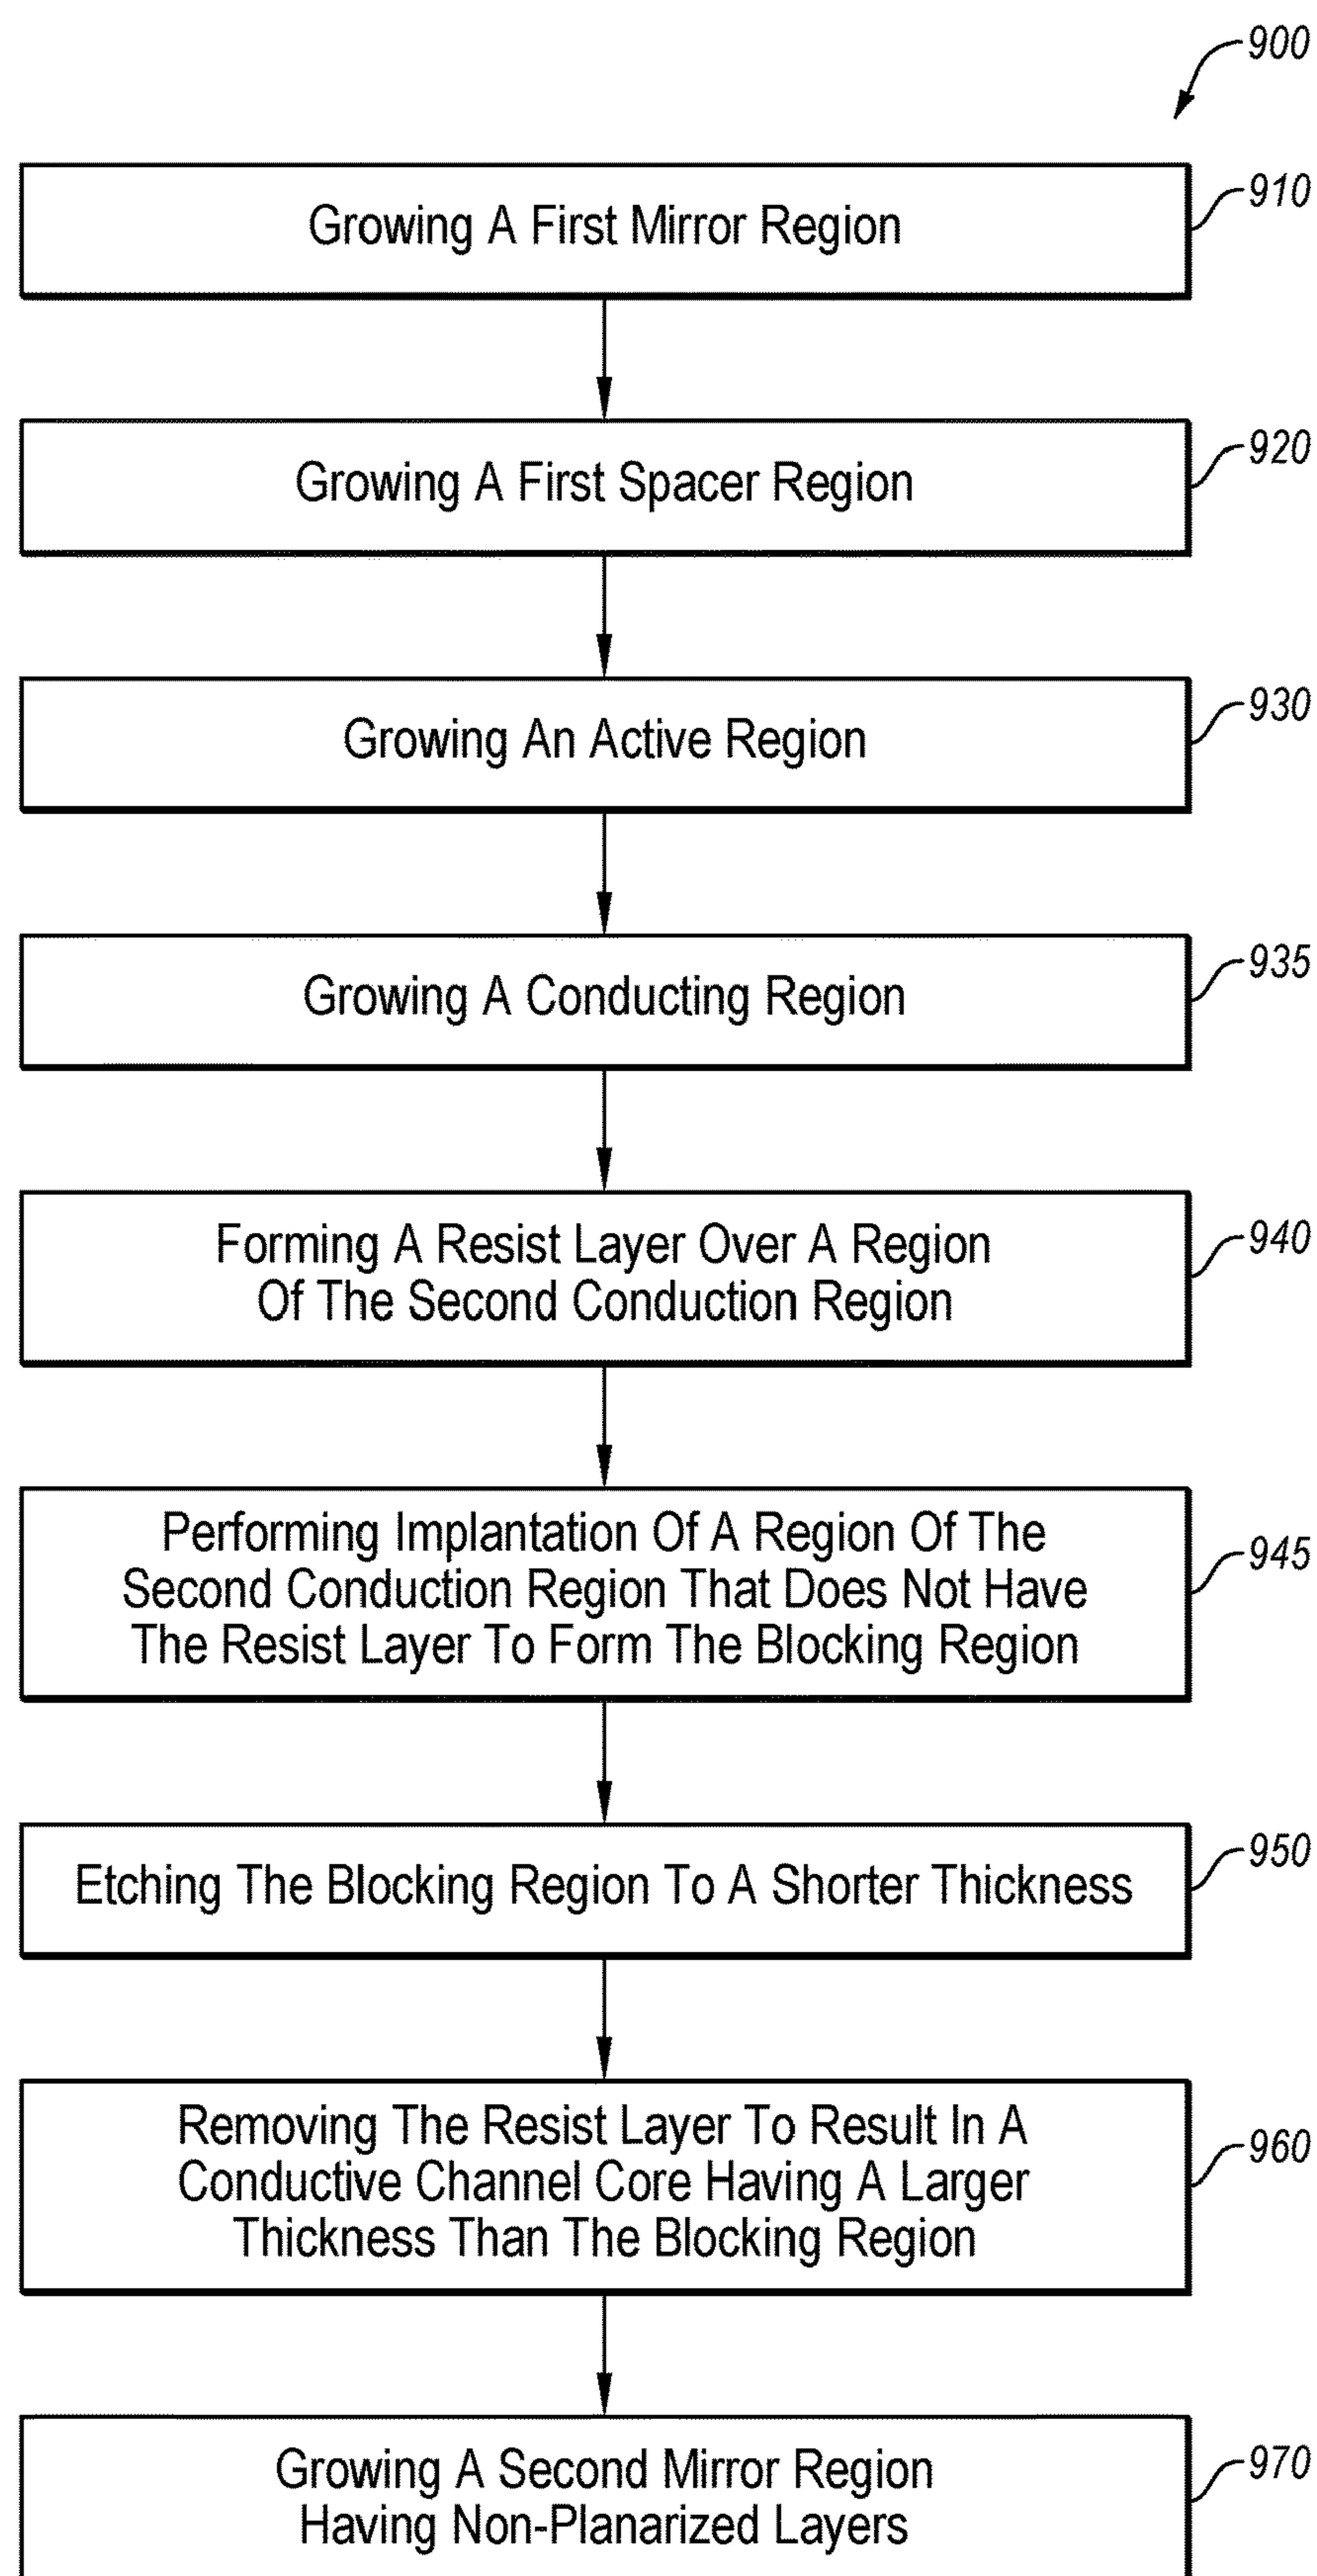 900
Growing A First Mirror Region
910
Growing A First Spacer Region
920
Growing An Active Region
930
Growing A Conducting Region
935
Forming A Resist Layer Over A Region
Of The Second Conduction Region
940
Performing Implantation Of A Region Of The
Second Conduction Region That Does Not Have
The Resist Layer To Form The Blocking Region
945
Etching The Blocking Region To A Shorter Thickness
950
Removing The Resist Layer To Result In A
Conductive Channel Core Having A Larger
Thickness Than The Blocking Region
960
Growing A Second Mirror Region
Having Non-Planarized Layers
970